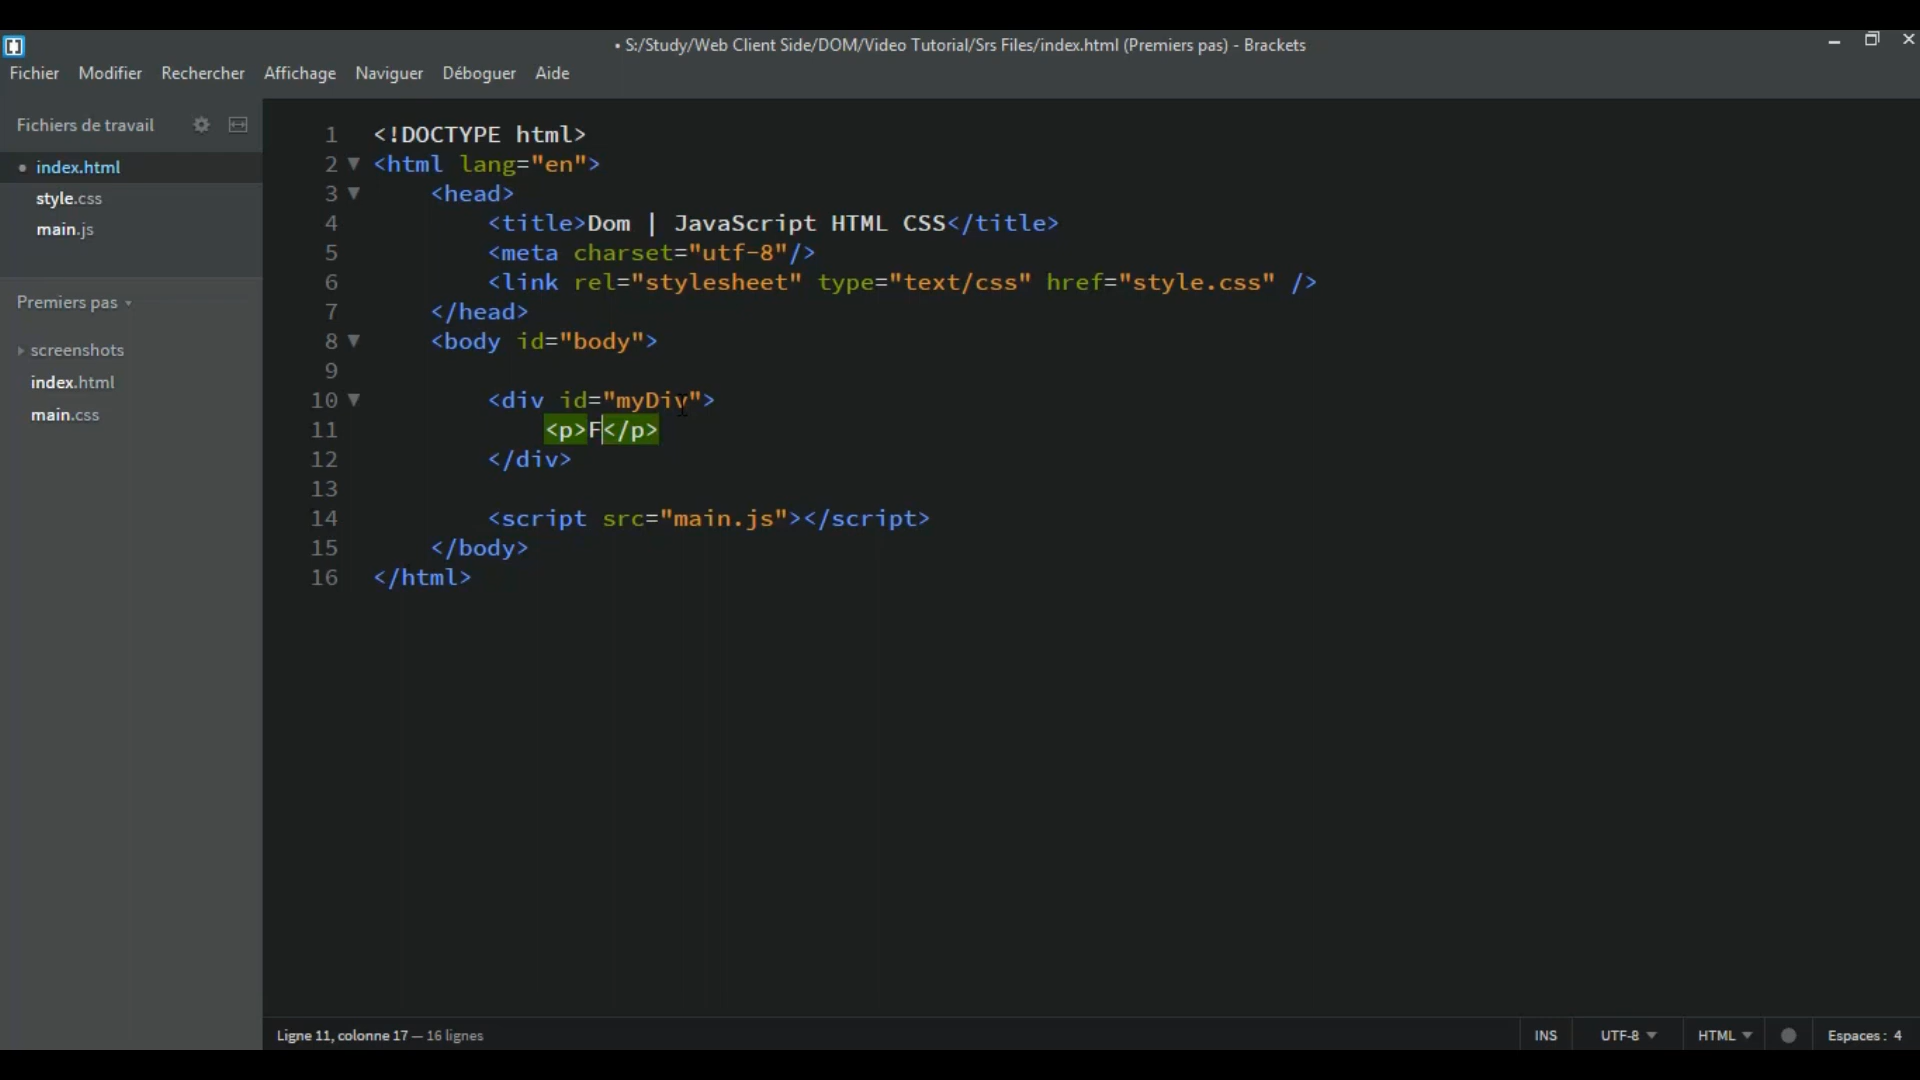 • S:/Study/Web Client Side/DOM/Video Tutorial/Srs Files/index.html (Premiers pas) - Brackets
Fichier Modifier Rechercher Affichage Naviguer Déboguer Aide
Fichiers de travail
• index.html
style.css
main.js
Premiers pas
screenshots
index.html
main.css
1 <!DOCTYPE html>
2 <html lang="en">
3 <head>
4 <title>Dom | JavaScript HTML CSS</title>
5 <meta charset="utf-8"/>
6 <link rel="stylesheet" type="text/css" href="style.css" />
7 </head>
8 <body id="body">
9
10 <div id="myDiv">
11 <p>F</p>
12 </div>
13
14 <script src="main.js"></script>
15 </body>
16 </html>
Ligne 11, colonne 17 — 16 lignes INS UTF-8 HTML Espaces : 4